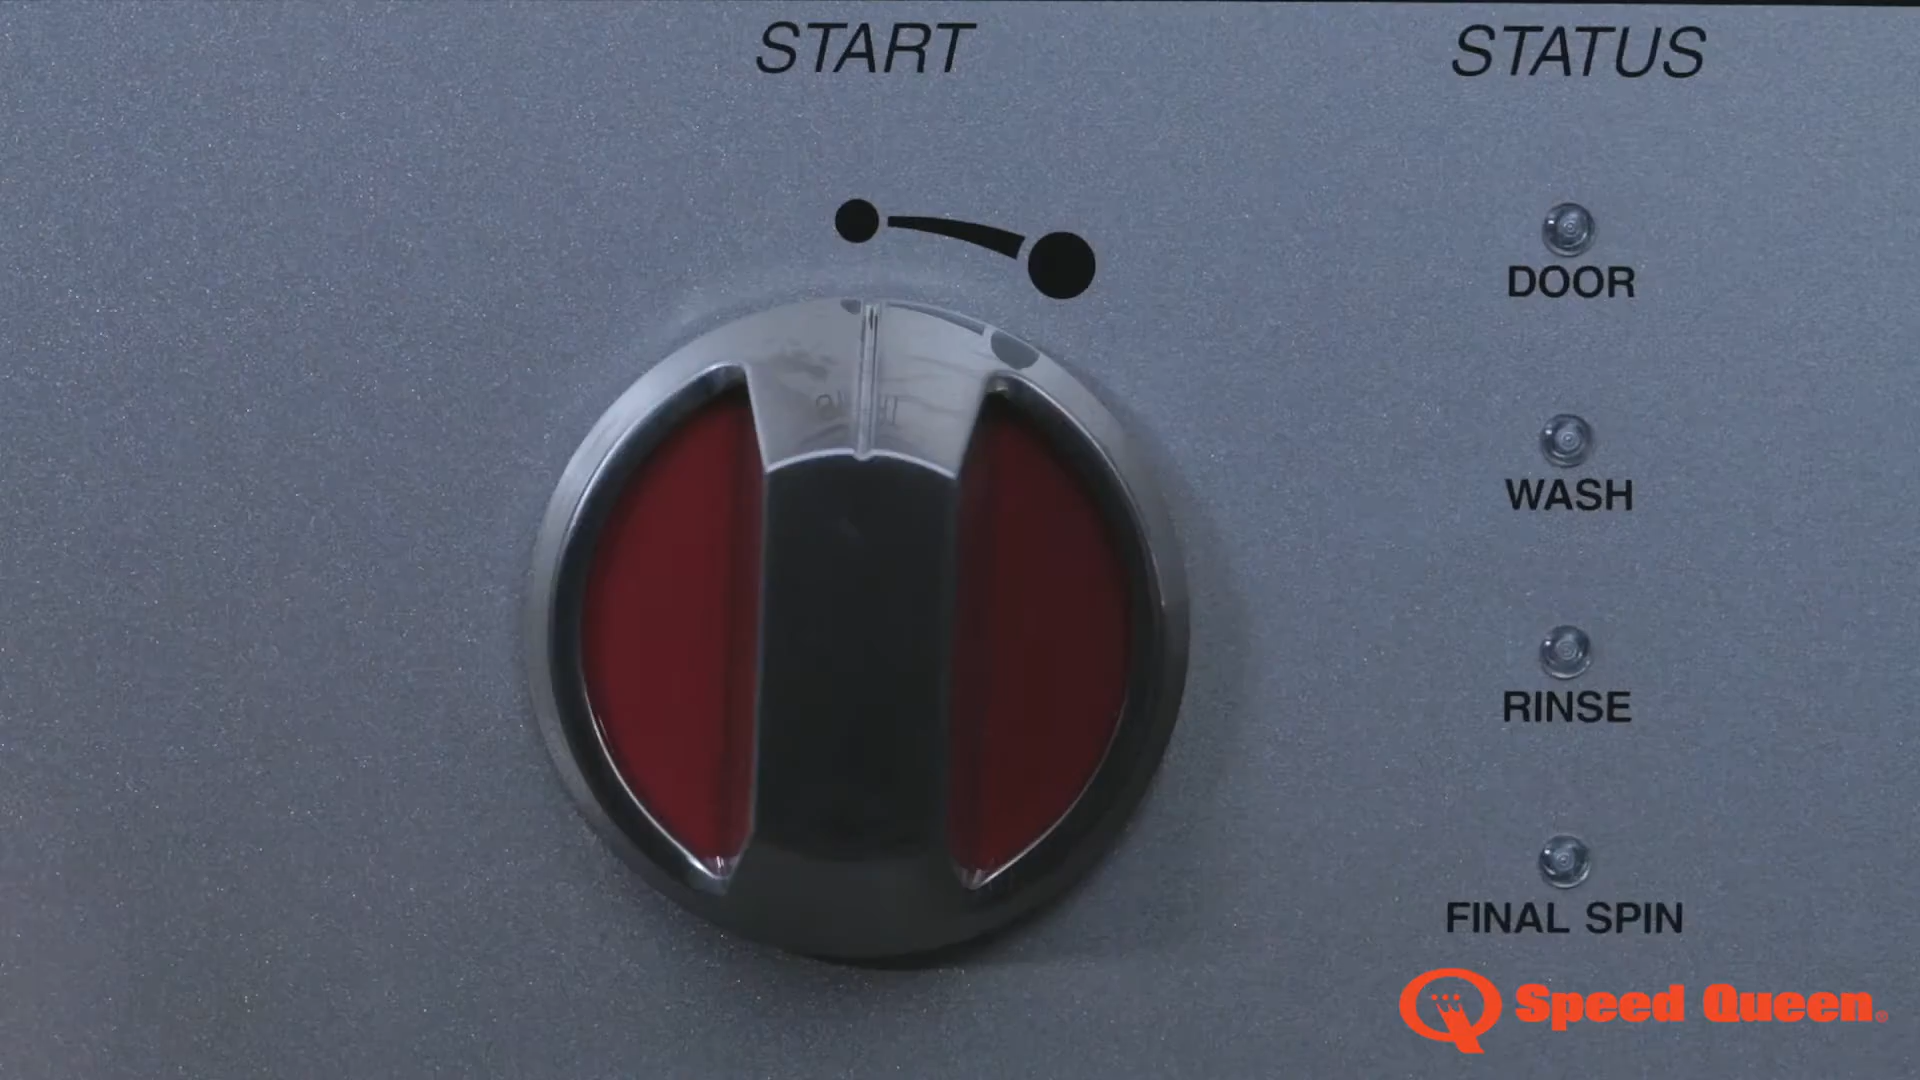 START
STATUS
DOOR
WASH
RINSE
FINAL SPIN
Speed Queen®